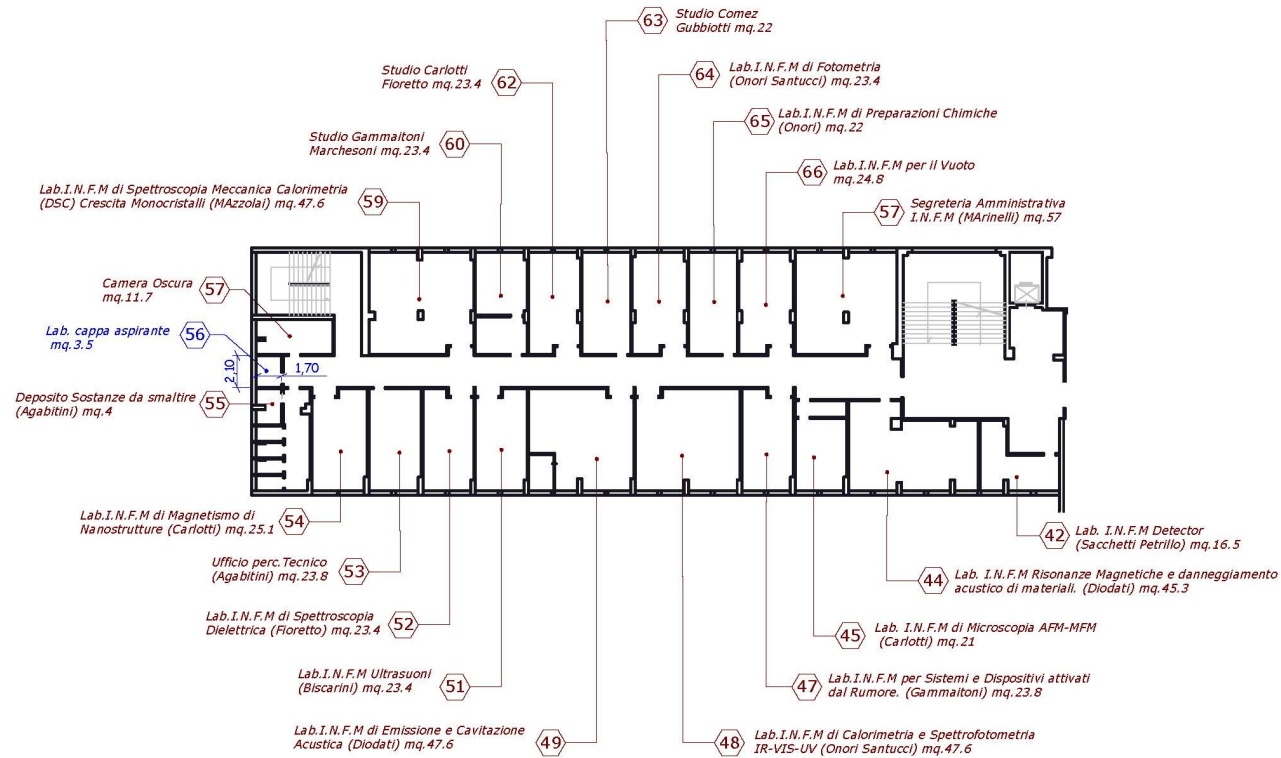 63
Studio Comez
Gubbiotti mq.22
Studio Carlotti
Fioretto mq.23.4
62
64
Lab.I.N.F.M di Fotometria
(Onori Santucci) mq.23.4
65
Lab.I.N.F.M di Preparazioni Chimiche
(Onori) mq.22
Studio Gammaitoni
Marchesoni mq.23.4
60
66
Lab.I.N.F.M per il Vuoto
mq.24.8
Lab.I.N.F.M di Spettroscopia Meccanica Calorimetria
(DSC) Crescita Monocristalli (MAzzolai) mq.47.6
59
57
Segreteria Amministrativa
I.N.F.M (MArinelli) mq.57
Camera Oscura
mq.11.7
57
Lab. cappa aspirante
mq.3.5
56
2,10
1,70
Deposito Sostanze da smaltire
(Agabitini) mq.4
55
Lab.I.N.F.M di Magnetismo di
Nanostrutture (Carlotti) mq.25.1
54
42
Lab. I.N.F.M Detector
(Sacchetti Petrillo) mq.16.5
Ufficio perc.Tecnico
(Agabitini) mq.23.8
53
44
Lab. I.N.F.M Risonanze Magnetiche e danneggiamento
acustico di materiali. (Diodati) mq.45.3
Lab.I.N.F.M di Spettroscopia
Dielettrica (Fioretto) mq.23.4
52
45
Lab. I.N.F.M di Microscopia AFM-MFM
(Carlotti) mq.21
Lab.I.N.F.M Ultrasuoni
(Biscarini) mq.23.4
51
47
Lab.I.N.F.M per Sistemi e Dispositivi attivati
dal Rumore. (Gammaitoni) mq.23.8
Lab.I.N.F.M di Emissione e Cavitazione
Acustica (Diodati) mq.47.6
49
48
Lab.I.N.F.M di Calorimetria e Spettrofotometria
IR-VIS-UV (Onori Santucci) mq.47.6